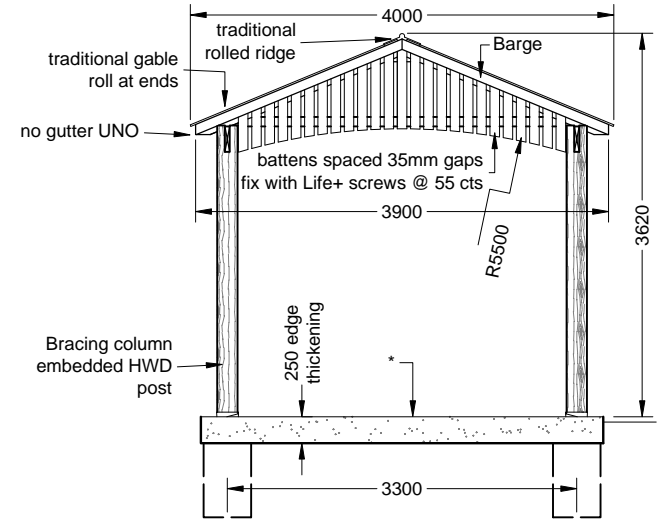 4000
traditional
rolled ridge
Barge
traditional gable
roll at ends
no gutter UNO
battens spaced 35mm gaps
fix with Life+ screws @ 55 cts
3900
R5500
3620
Bracing column
embedded HWD
post
250 edge
thickening
*
3300